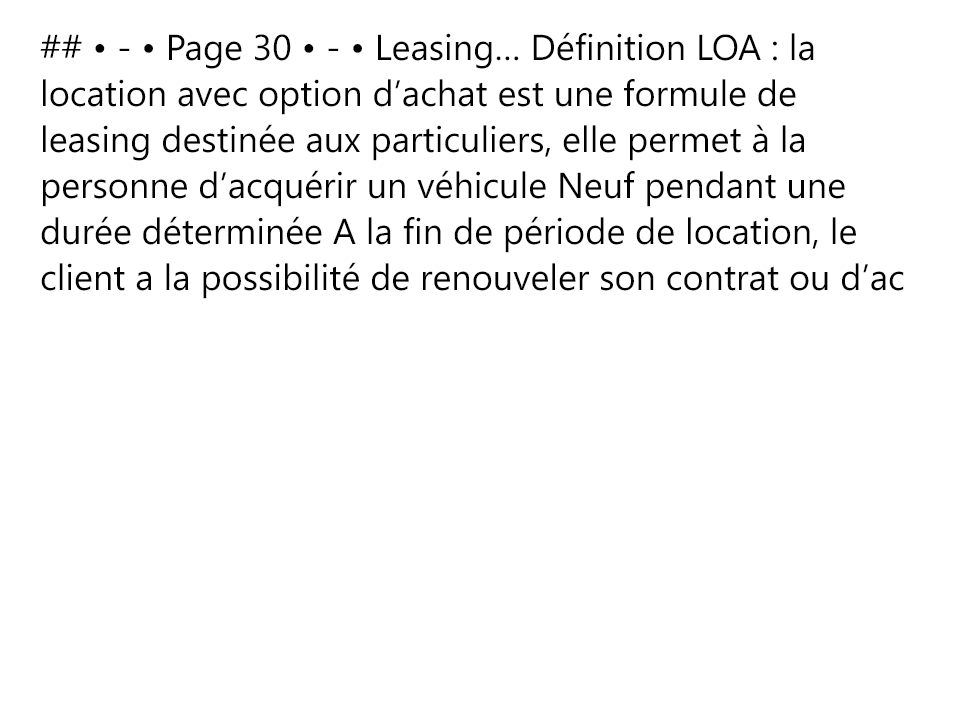 ## • - • Page 30 • - • Leasing… Définition LOA : la
location avec option d’achat est une formule de
leasing destinée aux particuliers, elle permet à la
personne d’acquérir un véhicule Neuf pendant une
durée déterminée A la fin de période de location, le
client a la possibilité de renouveler son contrat ou d’ac